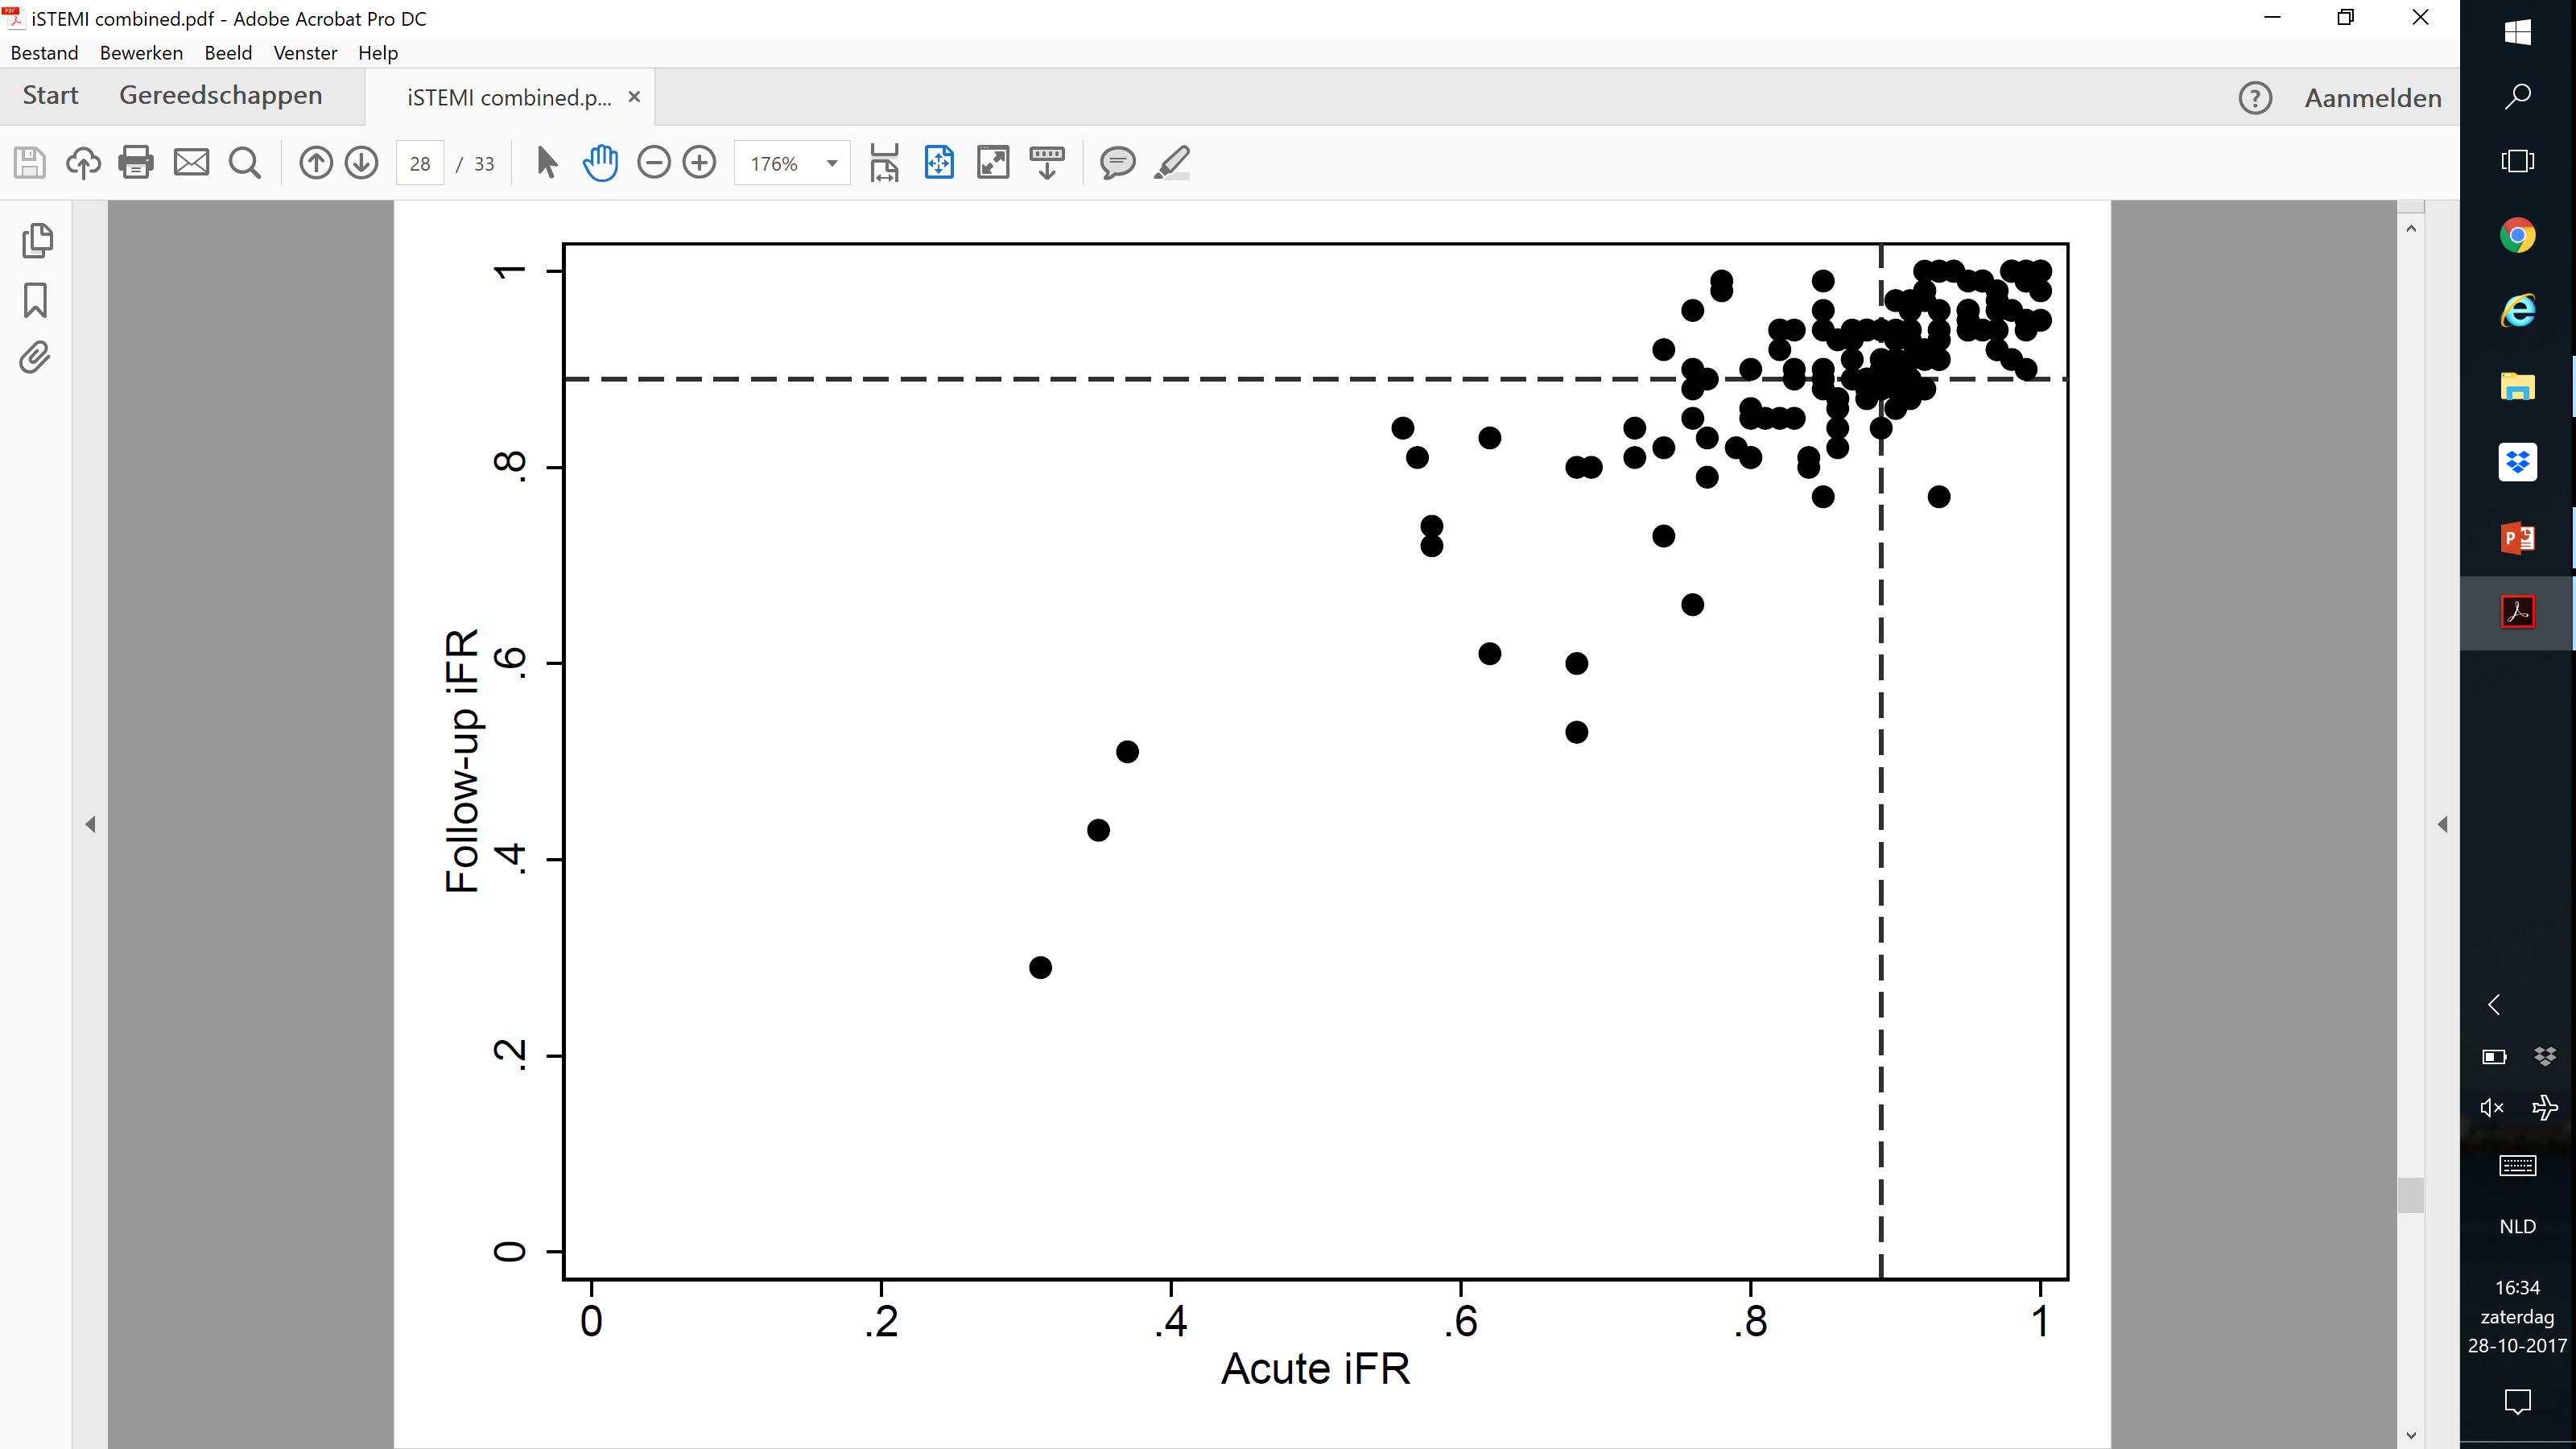 iSTEMI combined.pdf - Adobe Acrobat Pro DC
Bestand Bewerken Beeld Venster Help
Start Gereedschappen iSTEMI combined.p... × ? Aanmelden
28 / 33 176%
Follow-up iFR
1
.8
.6
.4
.2
0
0 .2 .4 .6 .8 1
Acute iFR
NLD
16:34
zaterdag
28-10-2017